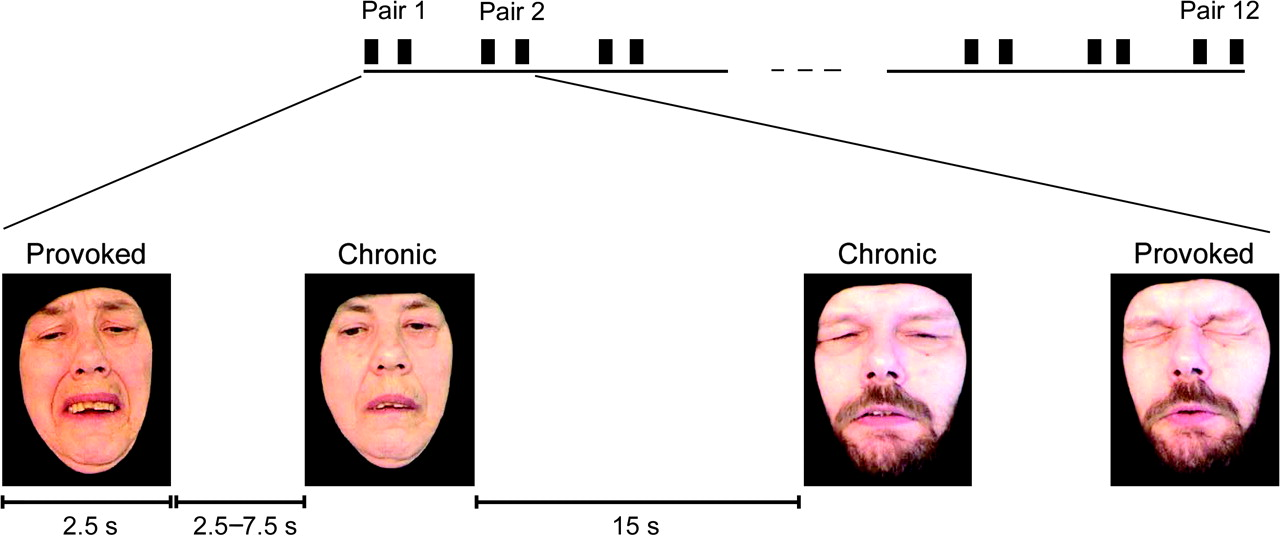 Pair 1 Pair 2 Pair 12
Provoked Chronic Chronic Provoked
2.5 s 2.5–7.5 s 15 s